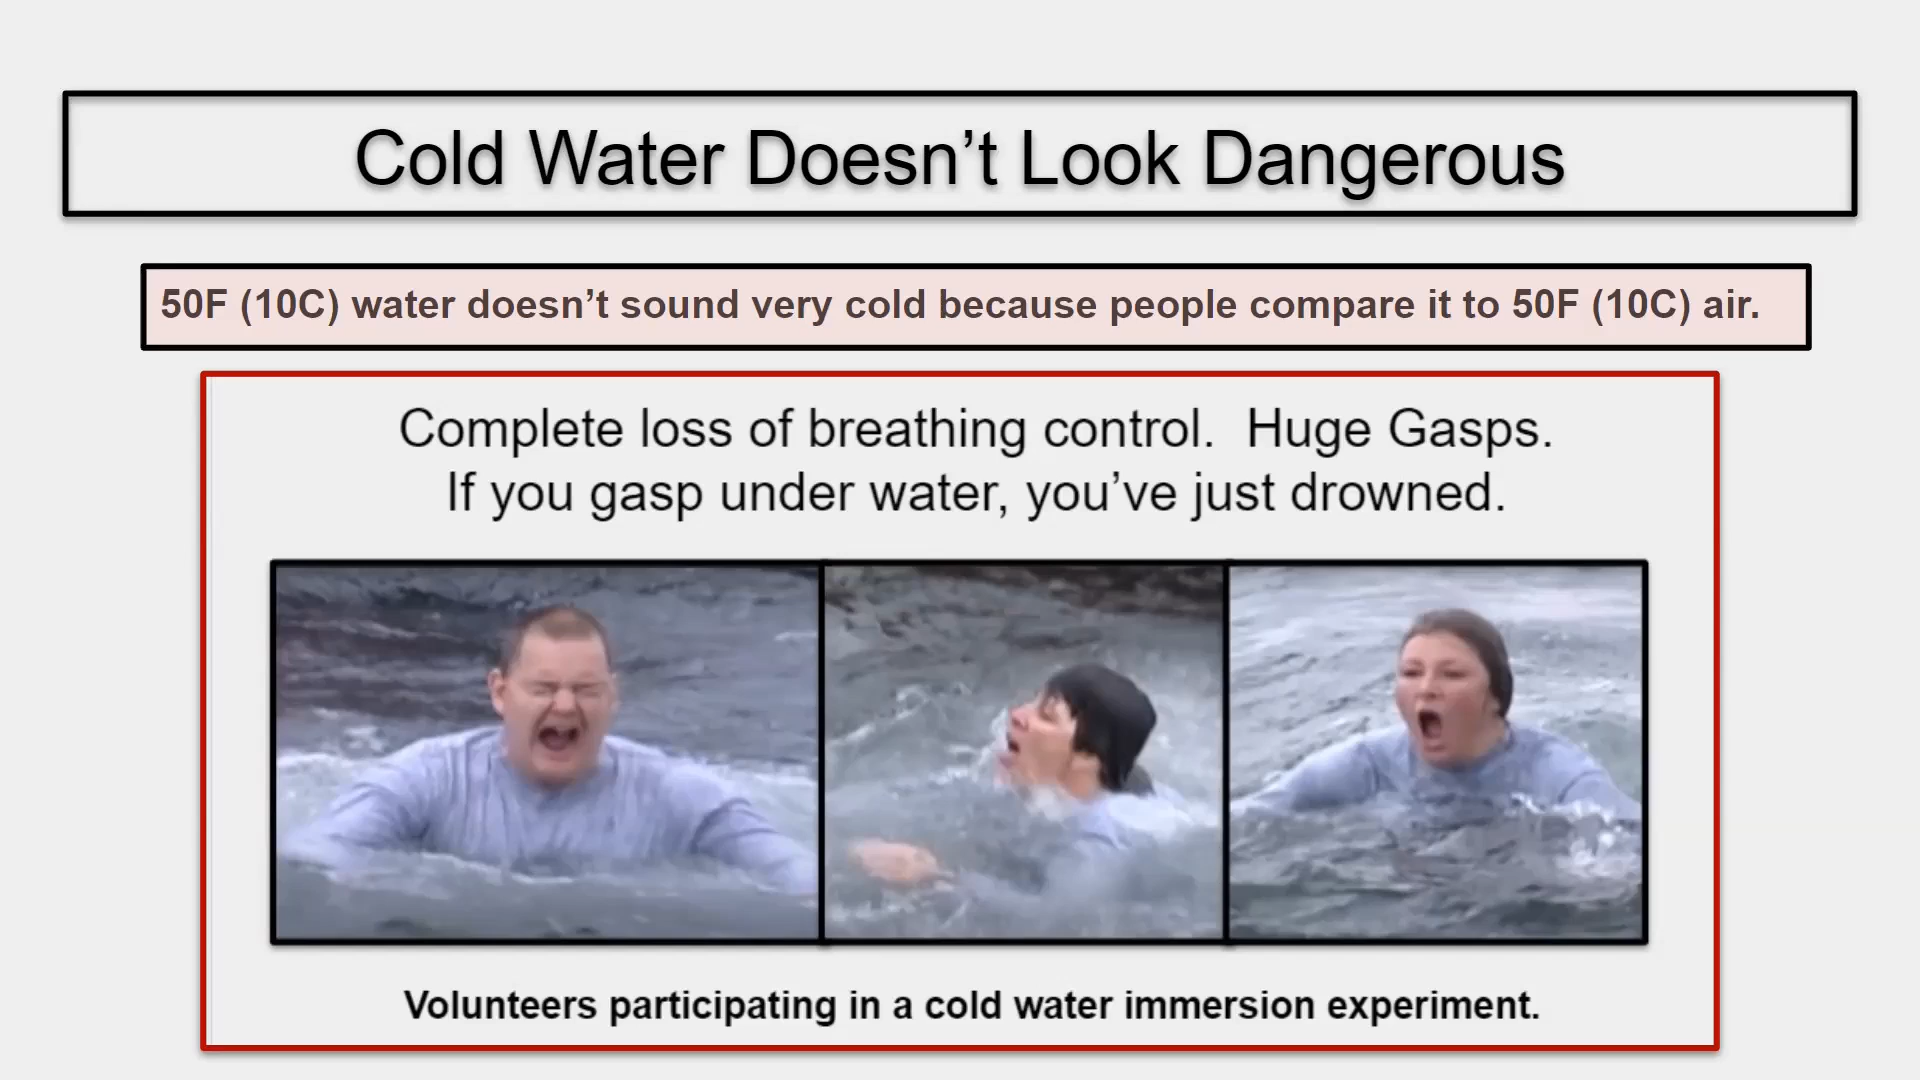 Cold Water Doesn’t Look Dangerous
50F (10C) water doesn’t sound very cold because people compare it to 50F (10C) air.
Complete loss of breathing control.  Huge Gasps.
If you gasp under water, you’ve just drowned.
Volunteers participating in a cold water immersion experiment.